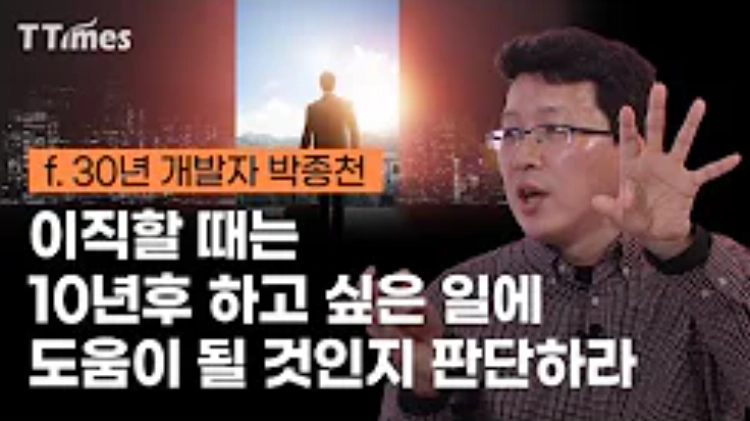 TTimes
f. 30년 개발자 박종천
이직할 때는
10년후 하고 싶은 일에
도움이 될 것인지 판단하라